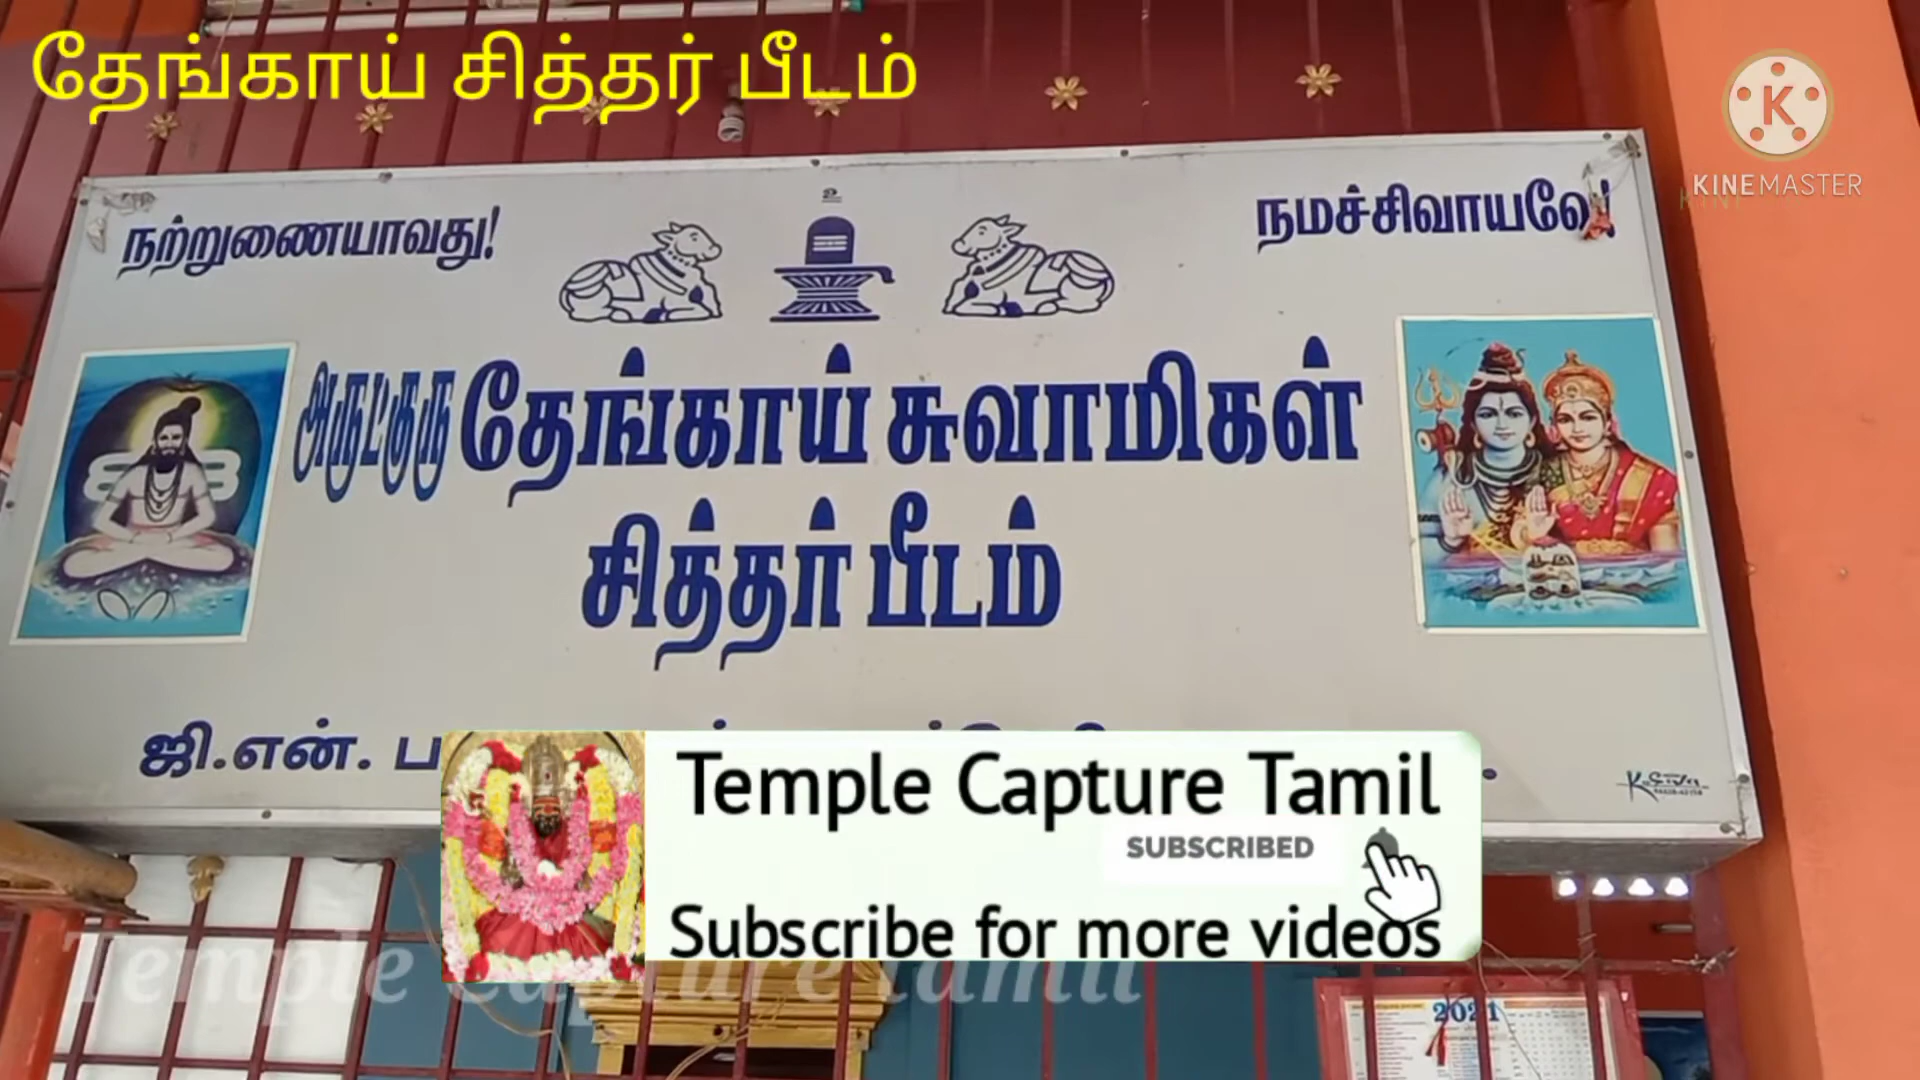 தேங்காய் சித்தர் பீடம்
KINEMASTER
உ
நற்றுணையாவது! நமச்சிவாயவே!
அருட்குரு தேங்காய் சுவாமிகள்
சித்தர் பீடம்
ஜி.என்.
Temple Capture Tamil
SUBSCRIBED
Subscribe for more videos
Temple Capture tamil
2021